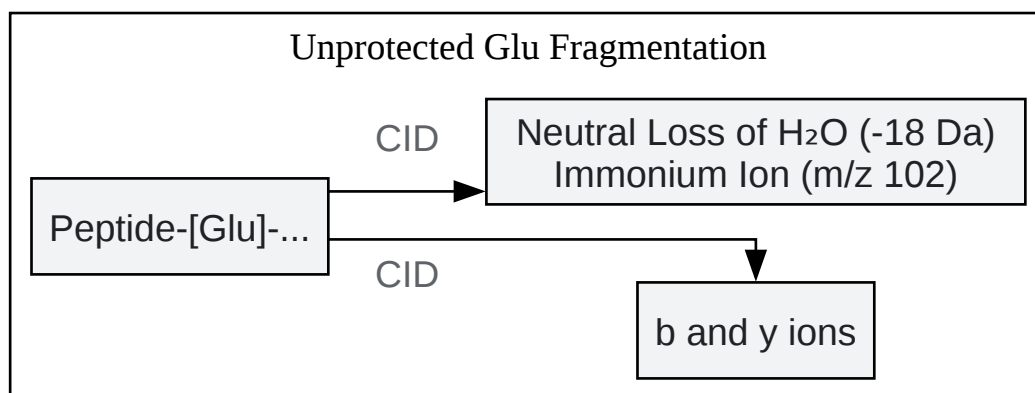 Unprotected Glu Fragmentation
CID
Neutral Loss of H₂O (-18 Da)
Immonium Ion (m/z 102)
Peptide-[Glu]-...
CID
b and y ions